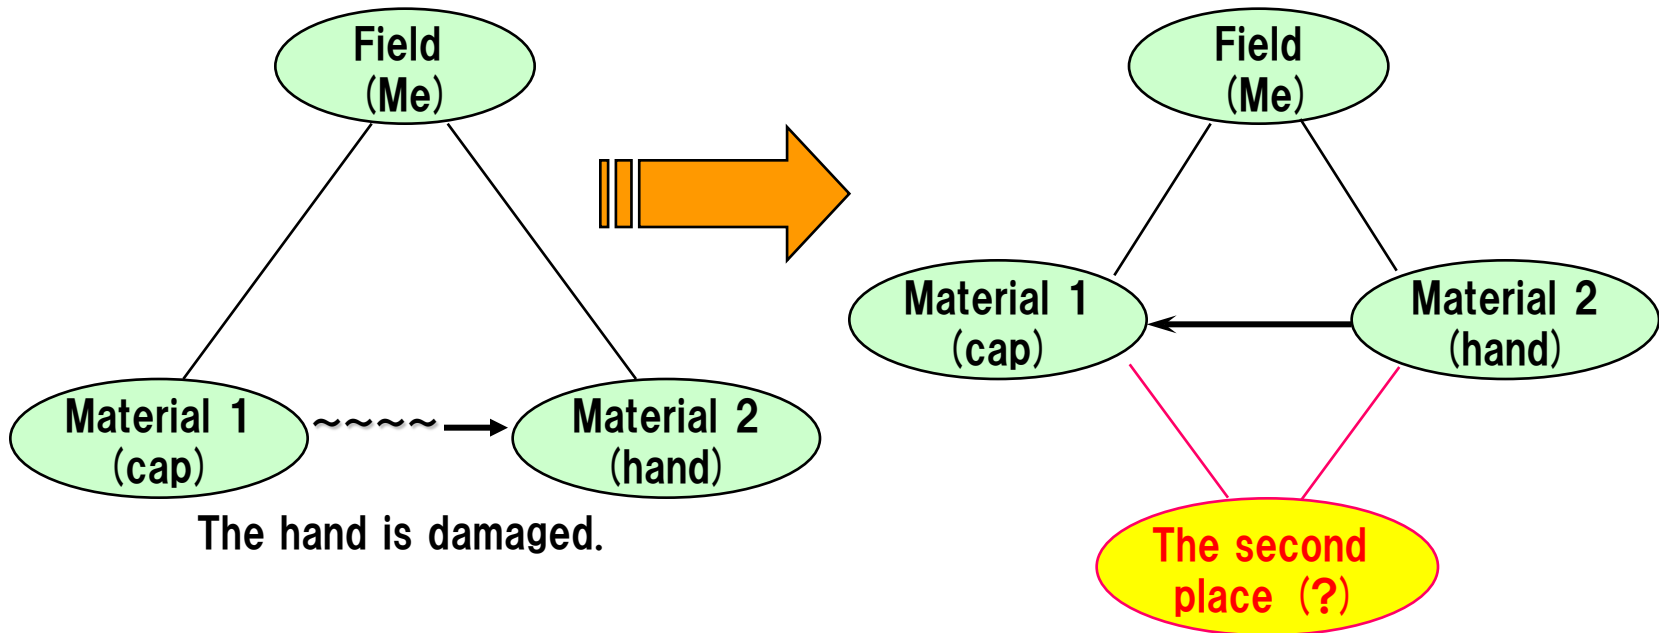 Field
(Me)
Material 1
(cap)
~~~~
Material 2
(hand)
The hand is damaged.
Field
(Me)
Material 1
(cap)
Material 2
(hand)
The second
place (?)